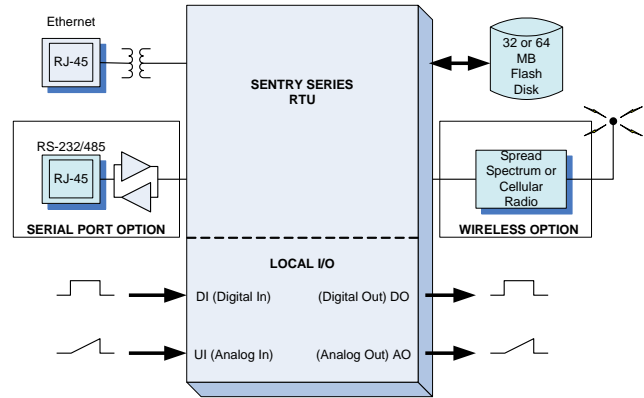 Ethernet
RJ-45
SENTRY SERIES
RTU
32 or 64
MB
Flash
Disk
RS-232/485
RJ-45
SERIAL PORT OPTION
Spread
Spectrum or
Cellular
Radio
WIRELESS OPTION
LOCAL I/O
DI (Digital In)
(Digital Out) DO
UI (Analog In)
(Analog Out) AO